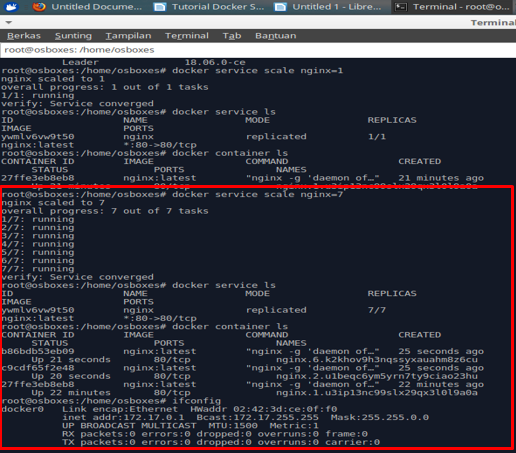 Untitled Docume... Tutorial Docker S... Untitled 1 - Libre... Terminal - root@o...
Terminal
Berkas Sunting Tampilan Terminal Tab Bantuan
root@osboxes: /home/osboxes
Leader 18.06.0-ce
root@osboxes:/home/osboxes# docker service scale nginx=1
nginx scaled to 1
overall progress: 1 out of 1 tasks
1/1: running
verify: Service converged
root@osboxes:/home/osboxes# docker service ls
ID NAME MODE REPLICAS
IMAGE PORTS
ywmlv6vw9t50 nginx replicated 1/1
nginx:latest *:80->80/tcp
root@osboxes:/home/osboxes# docker container ls
CONTAINER ID IMAGE COMMAND CREATED
STATUS PORTS NAMES
27ffe3eb8eb8 nginx:latest "nginx -g 'daemon of…" 21 minutes ago
Up 21 minutes 80/tcp nginx.1.u3ip13nc99slx29qx3l0l9a0a
root@osboxes:/home/osboxes# docker service scale nginx=7
nginx scaled to 7
overall progress: 7 out of 7 tasks
1/7: running
2/7: running
3/7: running
4/7: running
5/7: running
6/7: running
7/7: running
verify: Service converged
root@osboxes:/home/osboxes# docker service ls
ID NAME MODE REPLICAS
IMAGE PORTS
ywmlv6vw9t50 nginx replicated 7/7
nginx:latest *:80->80/tcp
root@osboxes:/home/osboxes# docker container ls
CONTAINER ID IMAGE COMMAND CREATED
STATUS PORTS NAMES
b86bdb53eb09 nginx:latest "nginx -g 'daemon of…" 25 seconds ago
Up 21 seconds 80/tcp nginx.6.k2khov9h3nqssyxauahm8z6cu
c9cdf65f2e48 nginx:latest "nginx -g 'daemon of…" 25 seconds ago
Up 20 seconds 80/tcp nginx.2.u1beqc6ym5yrn7ty9ciao23hu
27ffe3eb8eb8 nginx:latest "nginx -g 'daemon of…" 22 minutes ago
Up 22 minutes 80/tcp nginx.1.u3ip13nc99slx29qx3l0l9a0a
root@osboxes:/home/osboxes# ifconfig
docker0 Link encap:Ethernet HWaddr 02:42:3d:ce:0f:f0
inet addr:172.17.0.1 Bcast:172.17.255.255 Mask:255.255.0.0
UP BROADCAST MULTICAST MTU:1500 Metric:1
RX packets:0 errors:0 dropped:0 overruns:0 frame:0
TX packets:0 errors:0 dropped:0 overruns:0 carrier:0